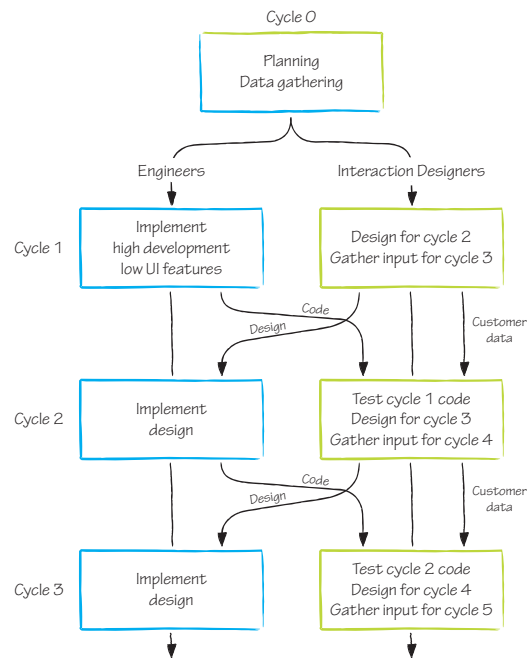 Cycle 0
Planning
Data gathering
Engineers
Interaction Designers
Cycle 1
Implement
high development
low UI features
Design for cycle 2
Gather input for cycle 3
Code
Design
Customer
data
Cycle 2
Implement
design
Test cycle 1 code
Design for cycle 3
Gather input for cycle 4
Code
Design
Customer
data
Cycle 3
Implement
design
Test cycle 2 code
Design for cycle 4
Gather input for cycle 5